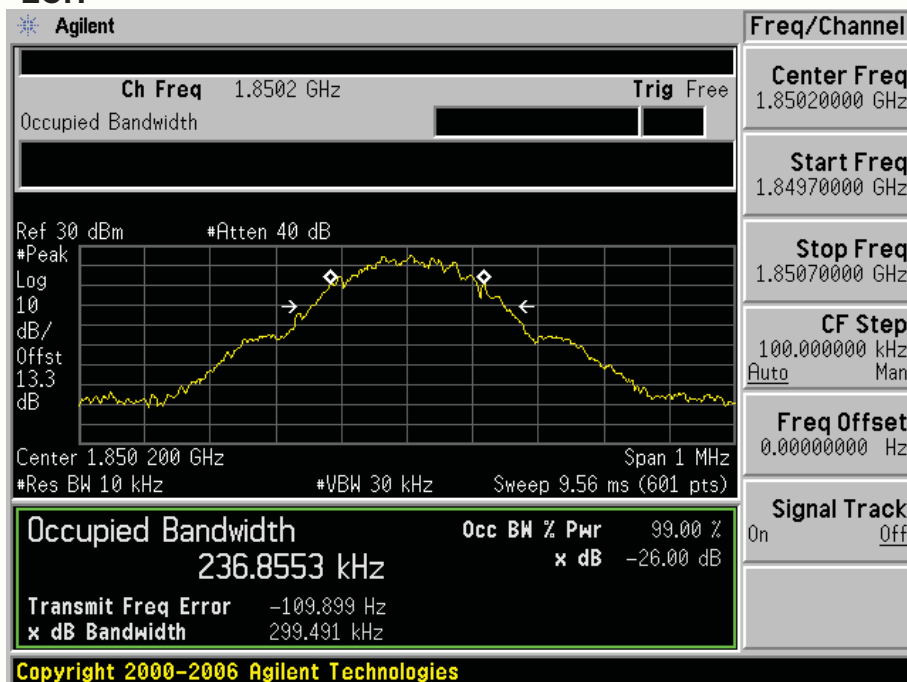 Agilent
Freq/Channel
Ch Freq 1.8502 GHz Trig Free
Occupied Bandwidth
Ref 30 dBm #Atten 40 dB
#Peak
Log
10
dB/
Offst
13.3
dB
Center 1.850 200 GHz Span 1 MHz
#Res BW 10 kHz #VBW 30 kHz Sweep 9.56 ms (601 pts)
Occupied Bandwidth Occ BW % Pwr 99.00 %
236.8553 kHz x dB -26.00 dB
Transmit Freq Error -109.899 Hz
x dB Bandwidth 299.491 kHz
Copyright 2000-2006 Agilent Technologies
Center Freq
1.85020000 GHz
Start Freq
1.84970000 GHz
Stop Freq
1.85070000 GHz
CF Step
100.000000 kHz
Auto Man
Freq Offset
0.00000000 Hz
Signal Track
On Off